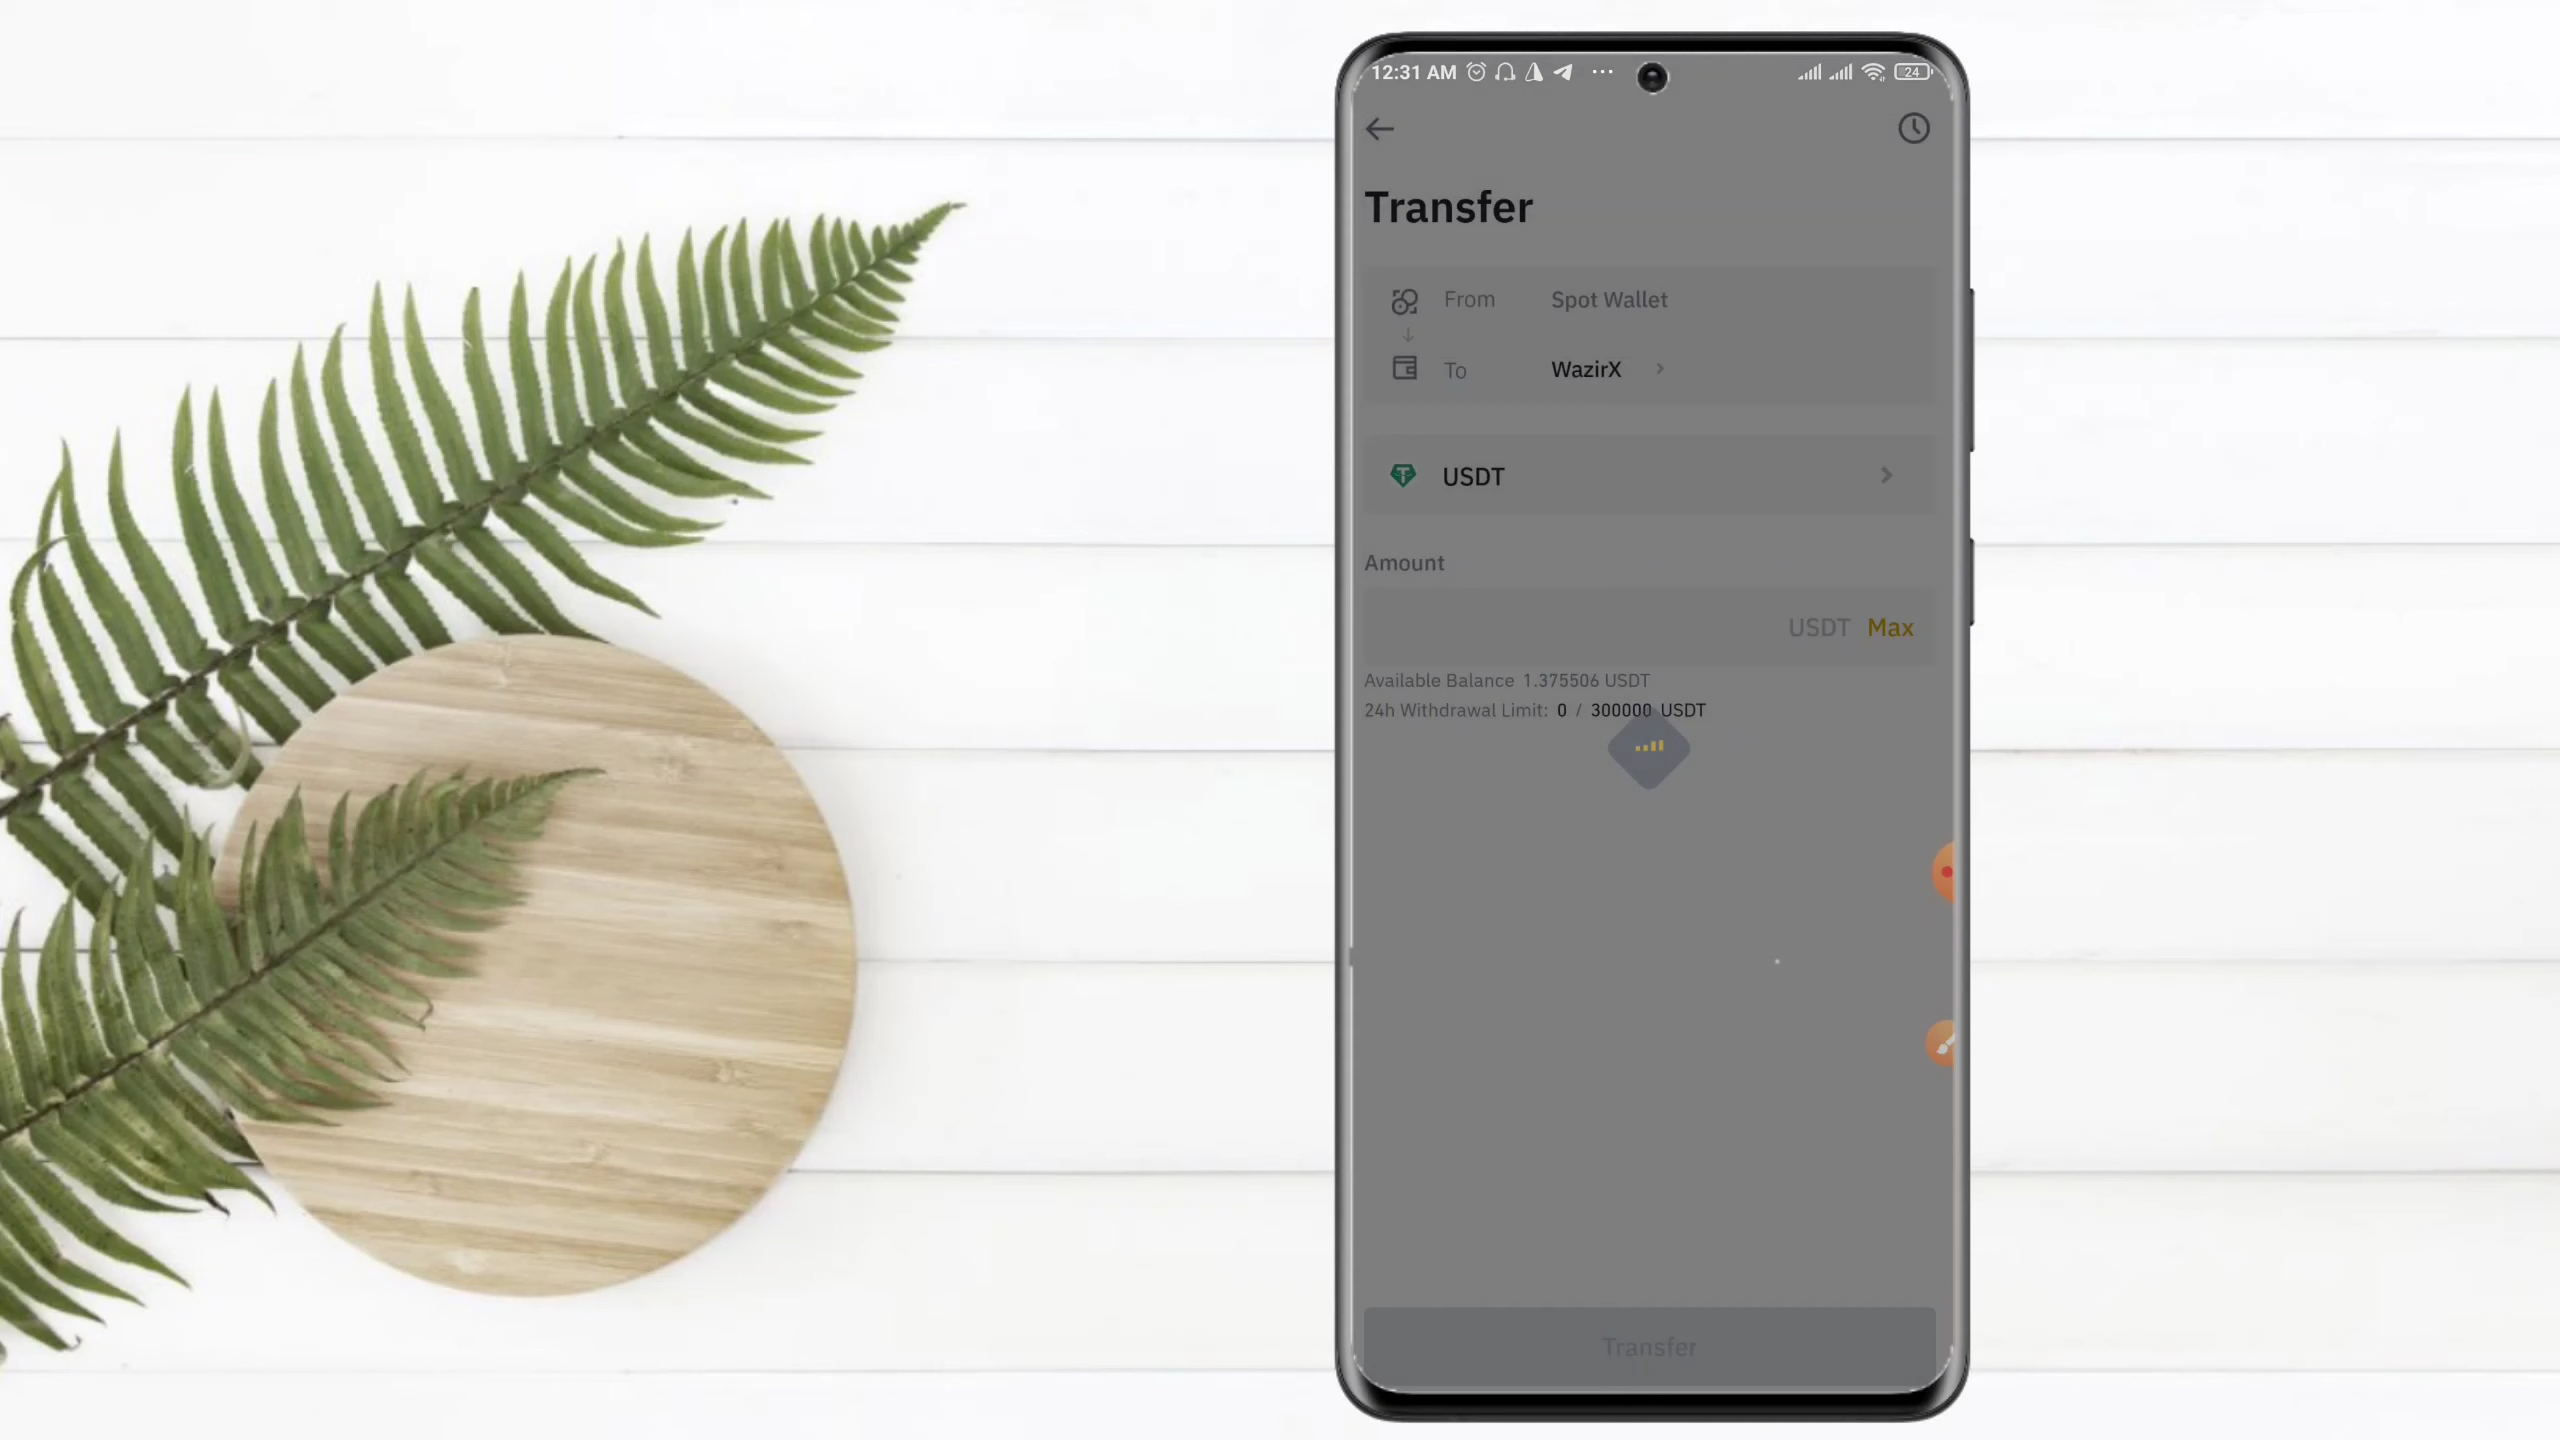 12:31 AM
24
Transfer
From Spot Wallet
To WazirX
USDT
Amount
USDT Max
Available Balance 1.375506 USDT
24h Withdrawal Limit: 0 / 300000 USDT
Transfer